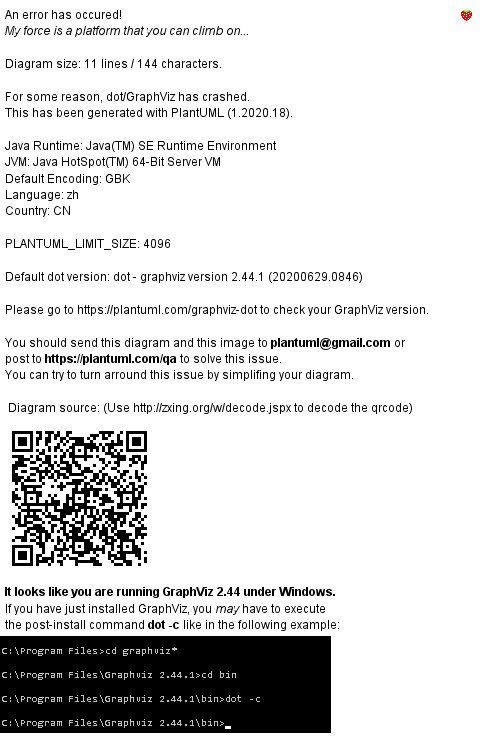 An error has occured!
My force is a platform that you can climb on...
Diagram size: 11 lines / 144 characters.
For some reason, dot/GraphViz has crashed.
This has been generated with PlantUML (1.2020.18).
Java Runtime: Java(TM) SE Runtime Environment
JVM: Java HotSpot(TM) 64-Bit Server VM
Default Encoding: GBK
Language: zh
Country: CN
PLANTUML_LIMIT_SIZE: 4096
Default dot version: dot - graphviz version 2.44.1 (20200629.0846)
Please go to https://plantuml.com/graphviz-dot to check your GraphViz version.
You should send this diagram and this image to plantuml@gmail.com or
post to https://plantuml.com/qa to solve this issue.
You can try to turn arround this issue by simplifing your diagram.
Diagram source: (Use http://zxing.org/w/decode.jspx to decode the qrcode)
It looks like you are running GraphViz 2.44 under Windows.
If you have just installed GraphViz, you may have to execute
the post-install command dot -c like in the following example:
C:\Program Files>cd graphviz*
C:\Program Files\Graphviz 2.44.1>cd bin
C:\Program Files\Graphviz 2.44.1\bin>dot -c
C:\Program Files\Graphviz 2.44.1\bin>_